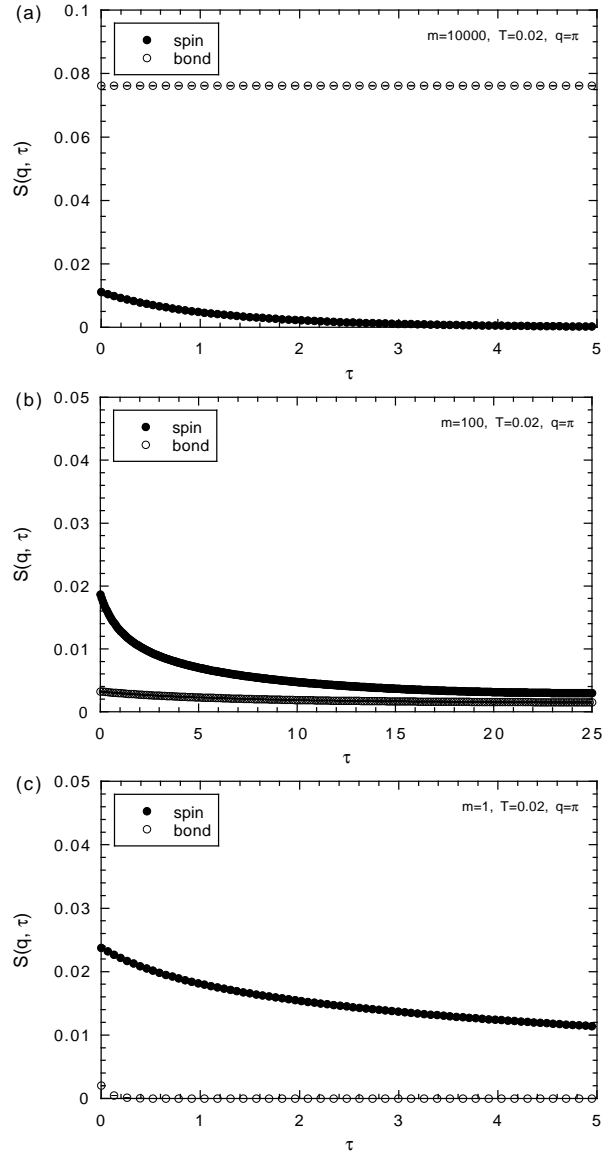 (a)
0.1
0.08
0.06
0.04
0.02
0
S(q, τ)
spin
bond
m=10000, T=0.02, q=π
0 1 2 3 4 5
τ
(b)
0.05
0.04
0.03
0.02
0.01
0
S(q, τ)
spin
bond
m=100, T=0.02, q=π
0 5 10 15 20 25
τ
(c)
0.05
0.04
0.03
0.02
0.01
0
S(q, τ)
spin
bond
m=1, T=0.02, q=π
0 1 2 3 4 5
τ